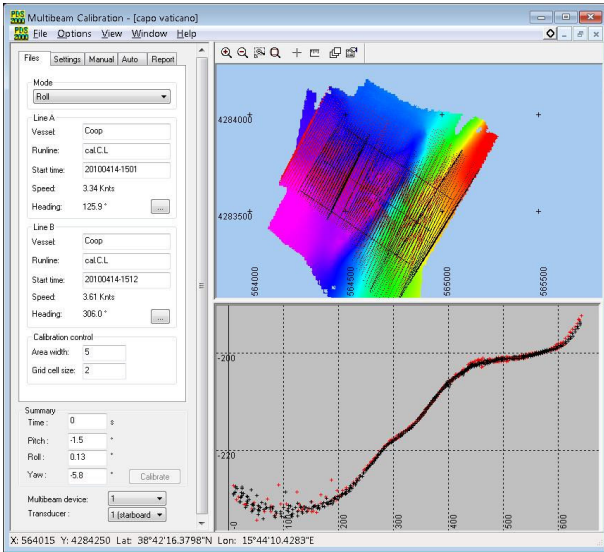 PDS 2000 Multibeam Calibration - [capo vaticano]
PDS 2000 File Options View Window Help
Files Settings Manual Auto Report
Mode
Roll
Line A
Vessel: Coop
Runline: cal.C.L
Start time: 20100414-1501
Speed: 3.34 Knts
Heading: 125.9 ° ...
Line B
Vessel: Coop
Runline: cal.C.L
Start time: 20100414-1512
Speed: 3.61 Knts
Heading: 306.0 ° ...
Calibration control
Area width: 5
Grid cell size: 2
Summary
Time : 0 s
Pitch : -1.5 °
Roll : 0.13 °
Yaw : -5.8 ° Calibrate
Multibeam device: 1
Transducer : 1 (starboard
4284000
4283500
564000 564500 565000 565500
-200
-220
0 100 200 300 400 500 600
X: 564015 Y: 4284250 Lat: 38°42'16.3798"N Lon: 15°44'10.4283"E